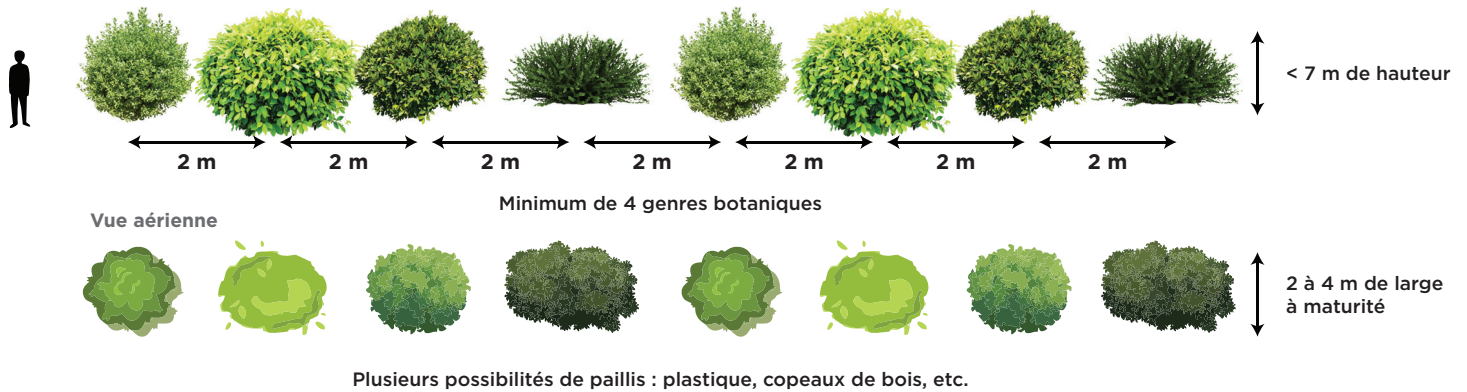 < 7 m de hauteur
2 m 2 m 2 m 2 m 2 m 2 m 2 m
Minimum de 4 genres botaniques
Vue aérienne
2 à 4 m de large
à maturité
Plusieurs possibilités de paillis : plastique, copeaux de bois, etc.